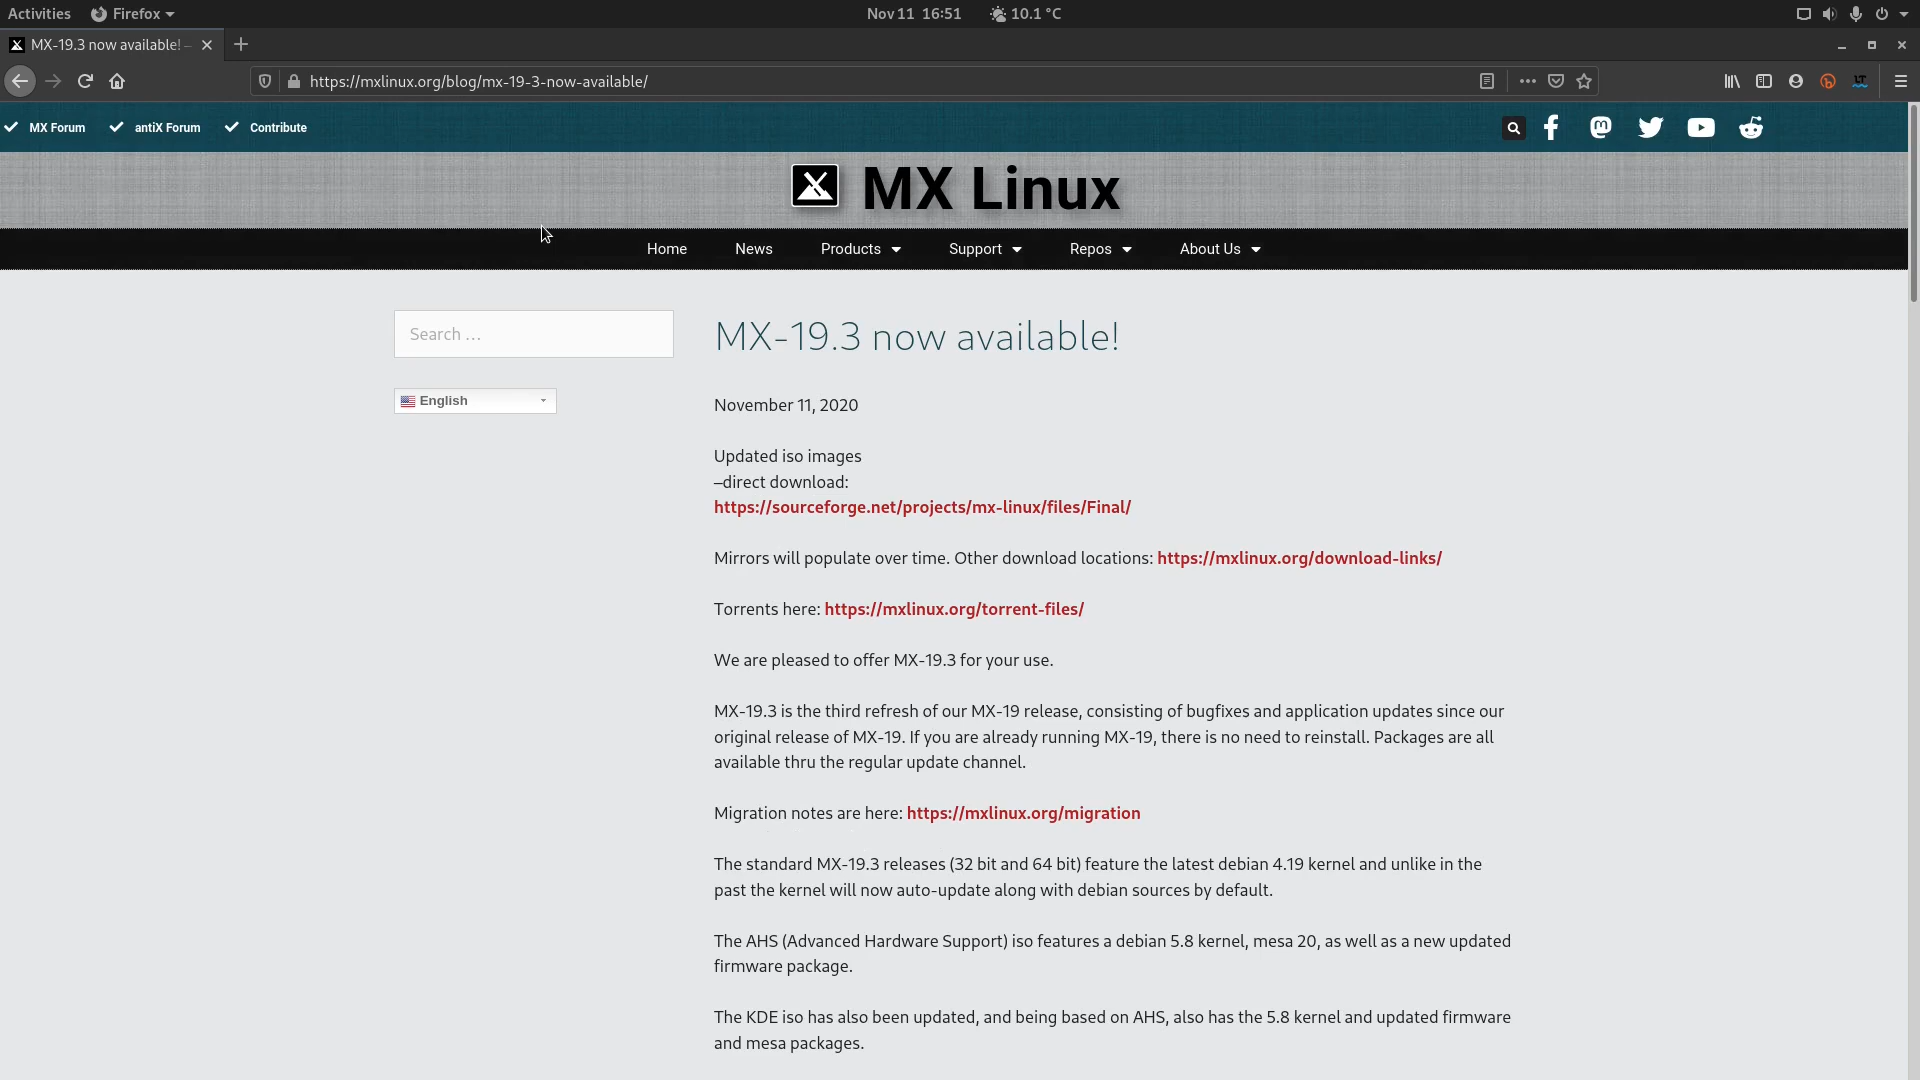 Activities Firefox Nov 11 16:51 10.1 °C
MX-19.3 now available! –
https://mxlinux.org/blog/mx-19-3-now-available/
MX Forum antiX Forum Contribute
MX Linux
Home News Products Support Repos About Us
Search …
English
MX-19.3 now available!
November 11, 2020
Updated iso images
–direct download:
https://sourceforge.net/projects/mx-linux/files/Final/
Mirrors will populate over time. Other download locations: https://mxlinux.org/download-links/
Torrents here: https://mxlinux.org/torrent-files/
We are pleased to offer MX-19.3 for your use.
MX-19.3 is the third refresh of our MX-19 release, consisting of bugfixes and application updates since our
original release of MX-19. If you are already running MX-19, there is no need to reinstall. Packages are all
available thru the regular update channel.
Migration notes are here: https://mxlinux.org/migration
The standard MX-19.3 releases (32 bit and 64 bit) feature the latest debian 4.19 kernel and unlike in the
past the kernel will now auto-update along with debian sources by default.
The AHS (Advanced Hardware Support) iso features a debian 5.8 kernel, mesa 20, as well as a new updated
firmware package.
The KDE iso has also been updated, and being based on AHS, also has the 5.8 kernel and updated firmware
and mesa packages.